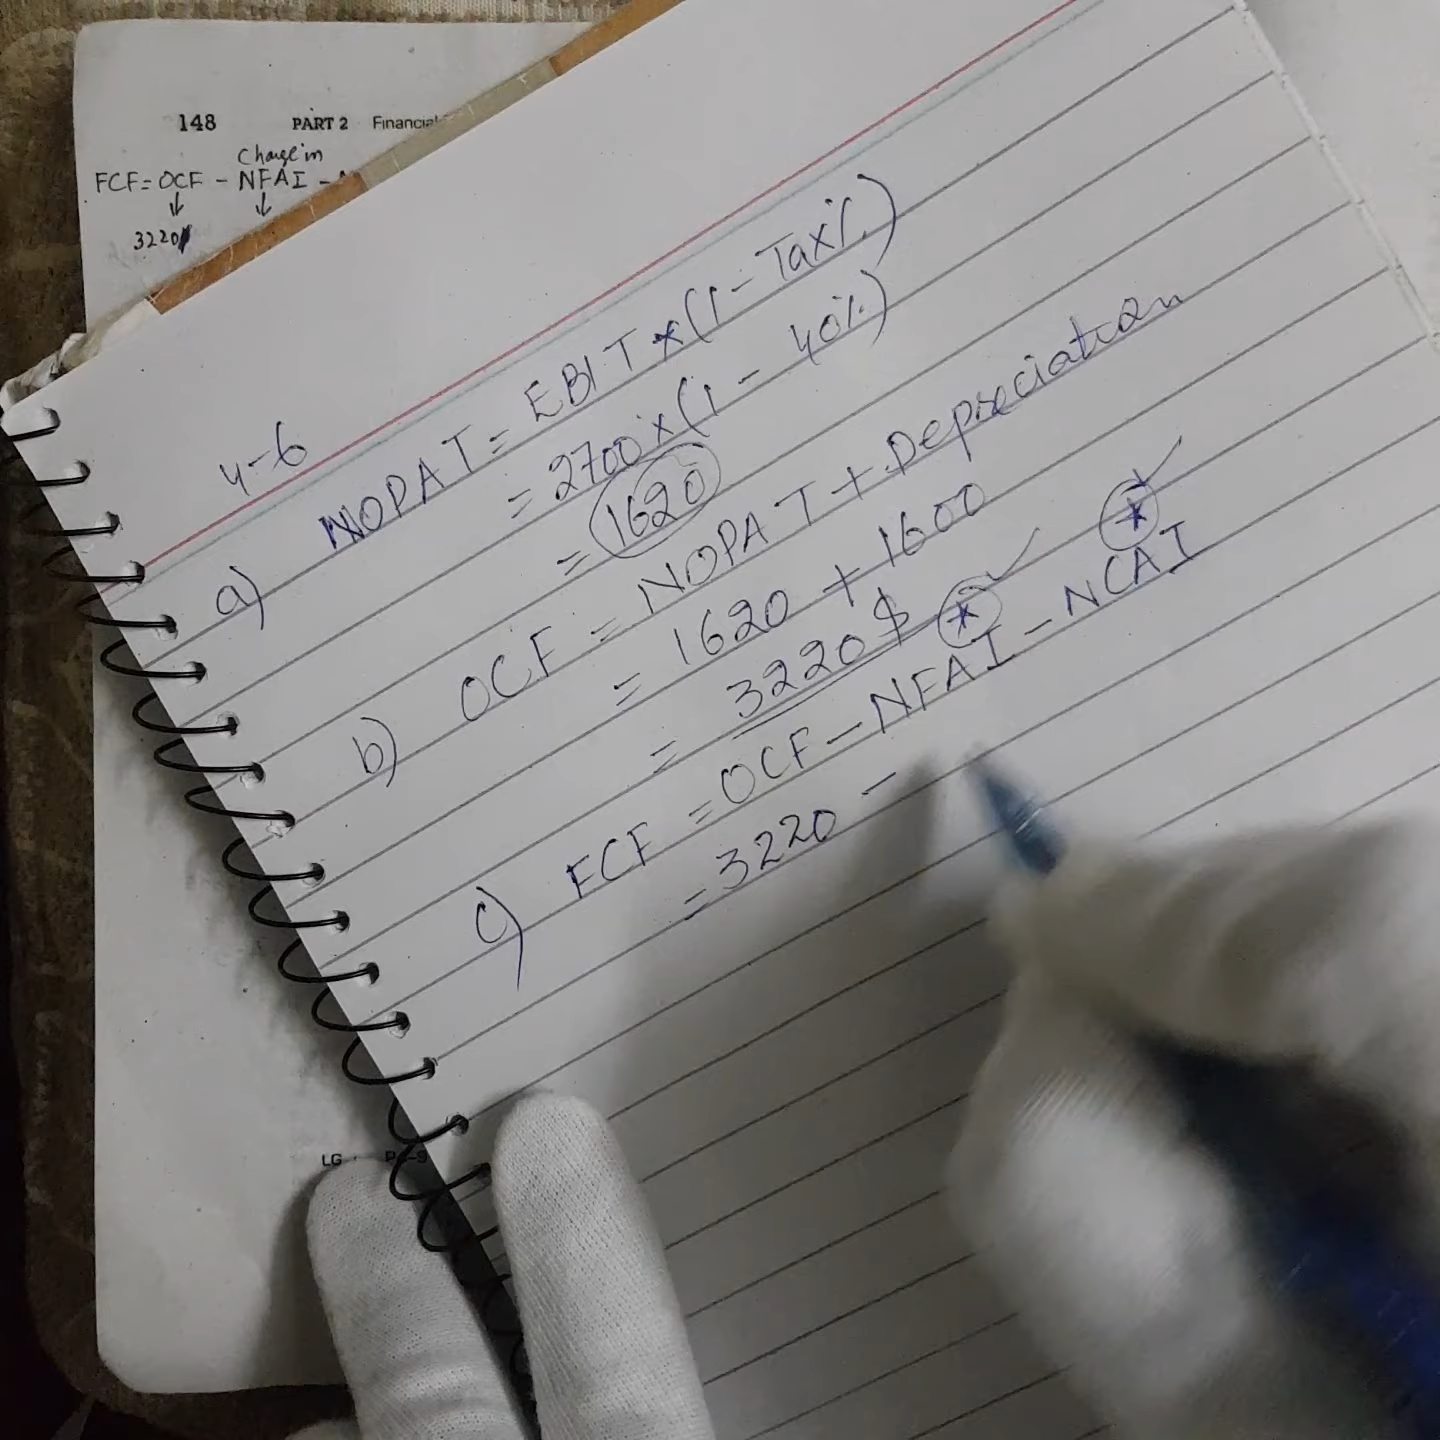 148 PART 2 Financial
Change in
FCF = OCF - NFAI -
↓ ↓
3220
4-6
a) NOPAT = EBIT * (1 - Tax%)
= 2700 × (1 - 40%)
= 1620
b) OCF = NOPAT + Depreciation
= 1620 + 1600
= 3220 $
c) FCF = OCF - NFAI - NCAI
= 3220 -
LG